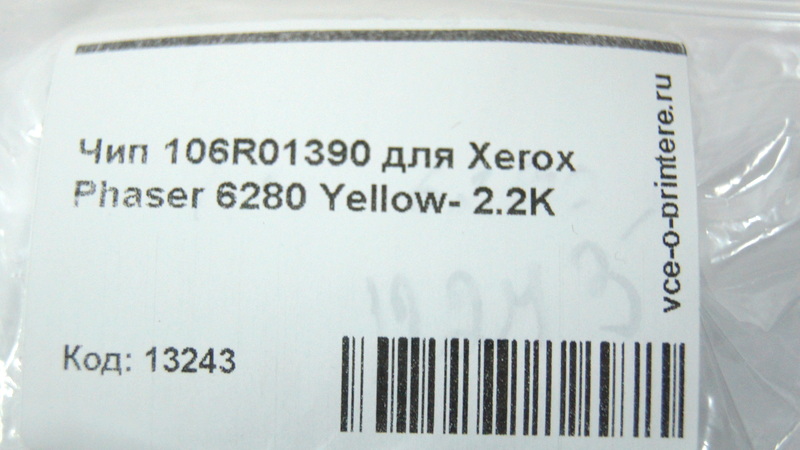 Чип 106R01390 для Xerox
Phaser 6280 Yellow- 2.2K
Код: 13243
vce-o-printere.ru